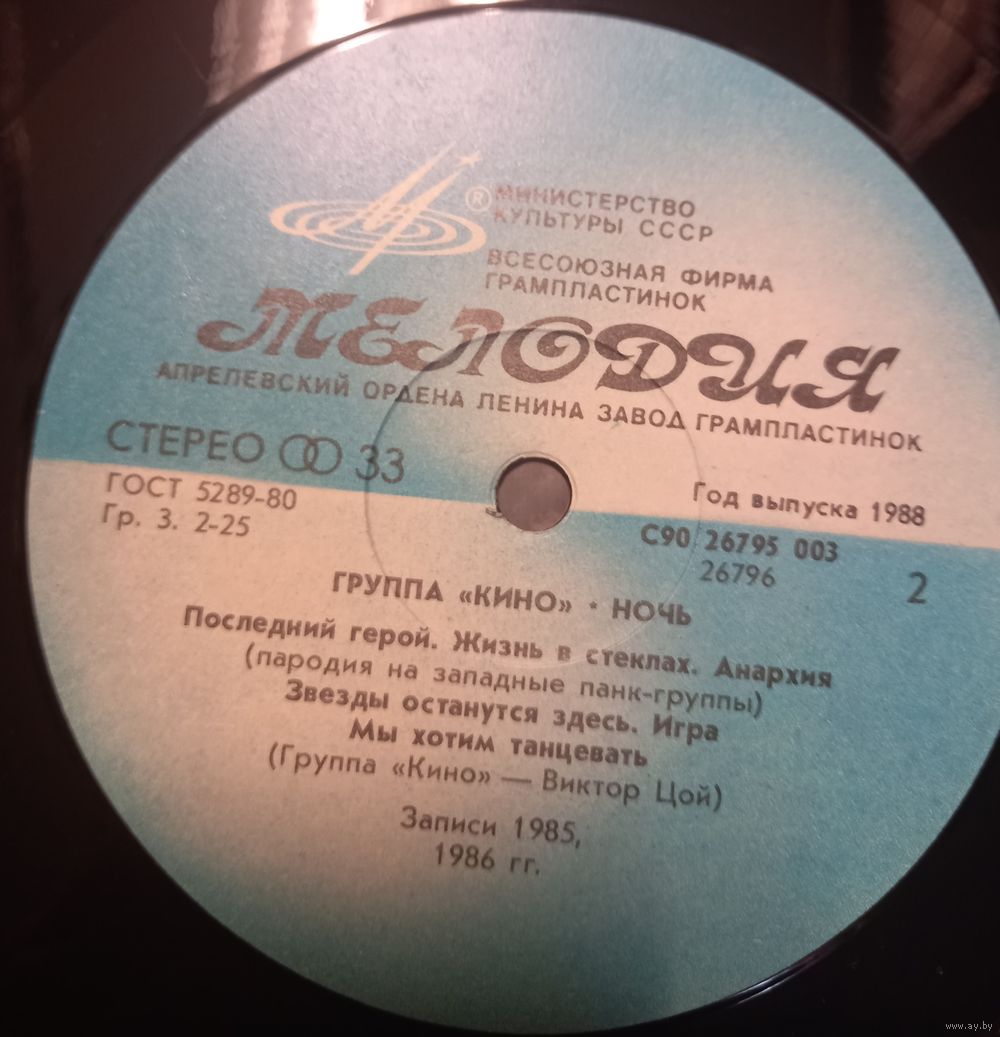 ®
МИНИСТЕРСТВО
КУЛЬТУРЫ СССР
ВСЕСОЮЗНАЯ ФИРМА
ГРАМПЛАСТИНОК
МЕЛОДИЯ
АПРЕЛЕВСКИЙ ОРДЕНА ЛЕНИНА ЗАВОД ГРАМПЛАСТИНОК
СТЕРЕО 33
ГОСТ 5289-80
Гр. 3. 2-25
Год выпуска 1988
С90 26795 003
26796
2
ГРУППА «КИНО» • НОЧЬ
Последний герой. Жизнь в стеклах. Анархия
(пародия на западные панк-группы)
Звезды останутся здесь. Игра
Мы хотим танцевать
(Группа «Кино» — Виктор Цой)
Записи 1985,
1986 гг.
www.ay.by